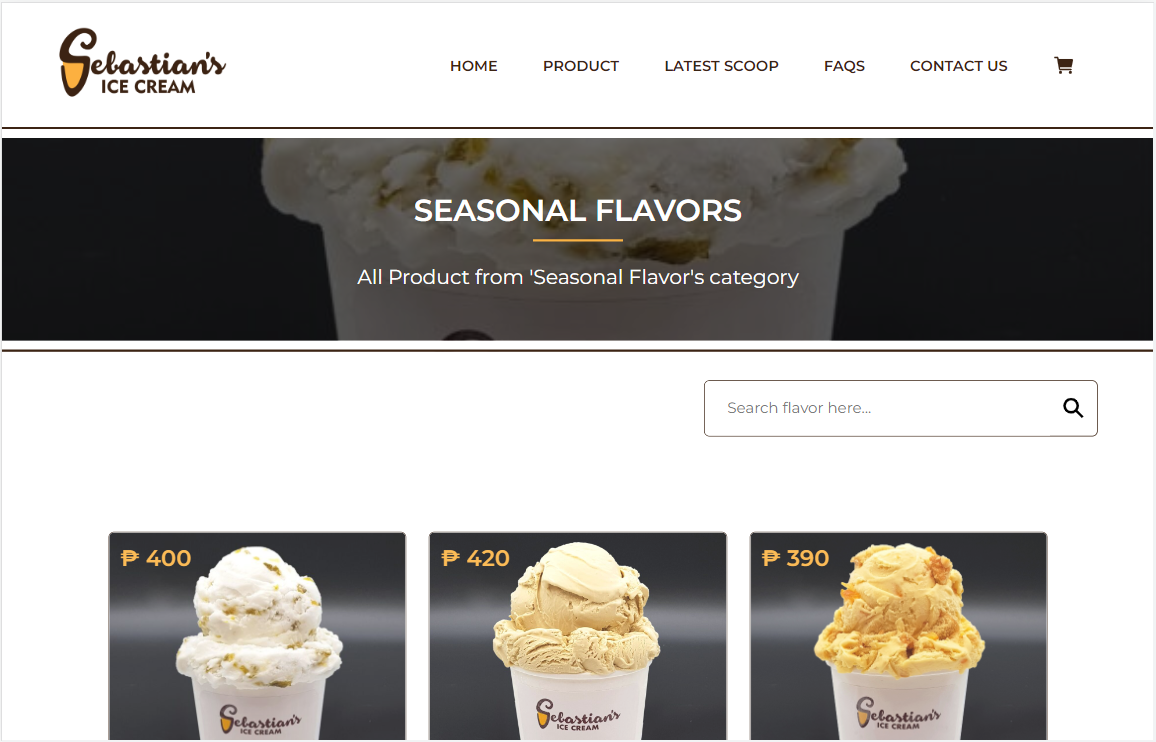 Sebastian's
ICE CREAM
HOME PRODUCT LATEST SCOOP FAQS CONTACT US
SEASONAL FLAVORS
All Product from 'Seasonal Flavor's category
Search flavor here...
₱ 400 ₱ 420 ₱ 390
Sebastian's Sebastian's Sebastian's
ICE CREAM ICE CREAM ICE CREAM